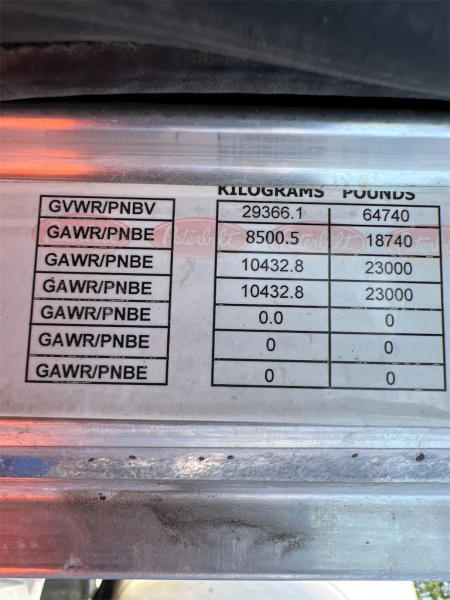 KILOGRAMS POUNDS
GVWR/PNBV 29366.1 64740
GAWR/PNBE 8500.5 18740
GAWR/PNBE 10432.8 23000
GAWR/PNBE 10432.8 23000
GAWR/PNBE 0.0 0
GAWR/PNBE 0 0
GAWR/PNBE 0 0
Peterbilt